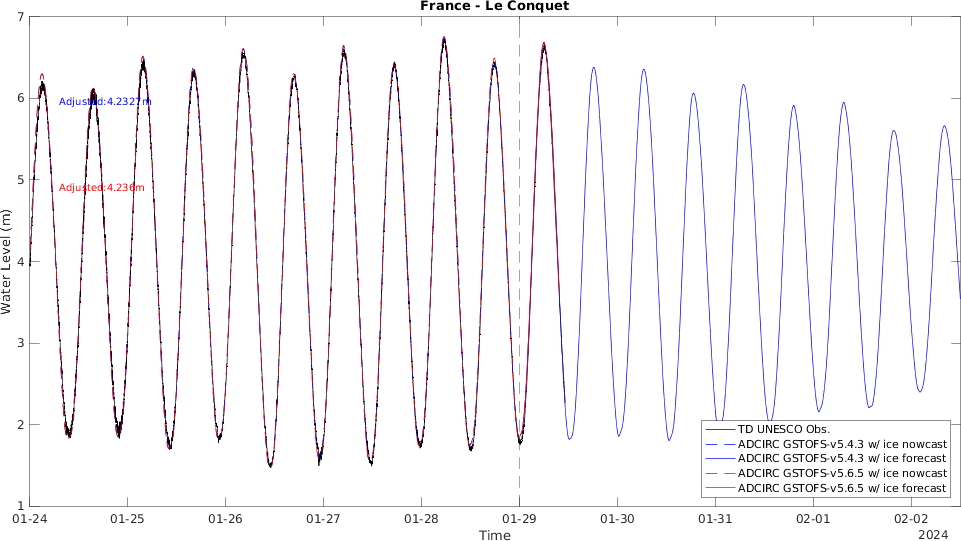 France - Le Conquet
7
6
5
4
3
2
1
Water Level (m)
Adjusted:4.2327m
Adjusted:4.236m
TD UNESCO Obs.
ADCIRC GSTOFS-v5.4.3 w/ ice nowcast
ADCIRC GSTOFS-v5.4.3 w/ ice forecast
ADCIRC GSTOFS-v5.6.5 w/ ice nowcast
ADCIRC GSTOFS-v5.6.5 w/ ice forecast
01-24 01-25 01-26 01-27 01-28 01-29 01-30 01-31 02-01 02-02
Time
2024